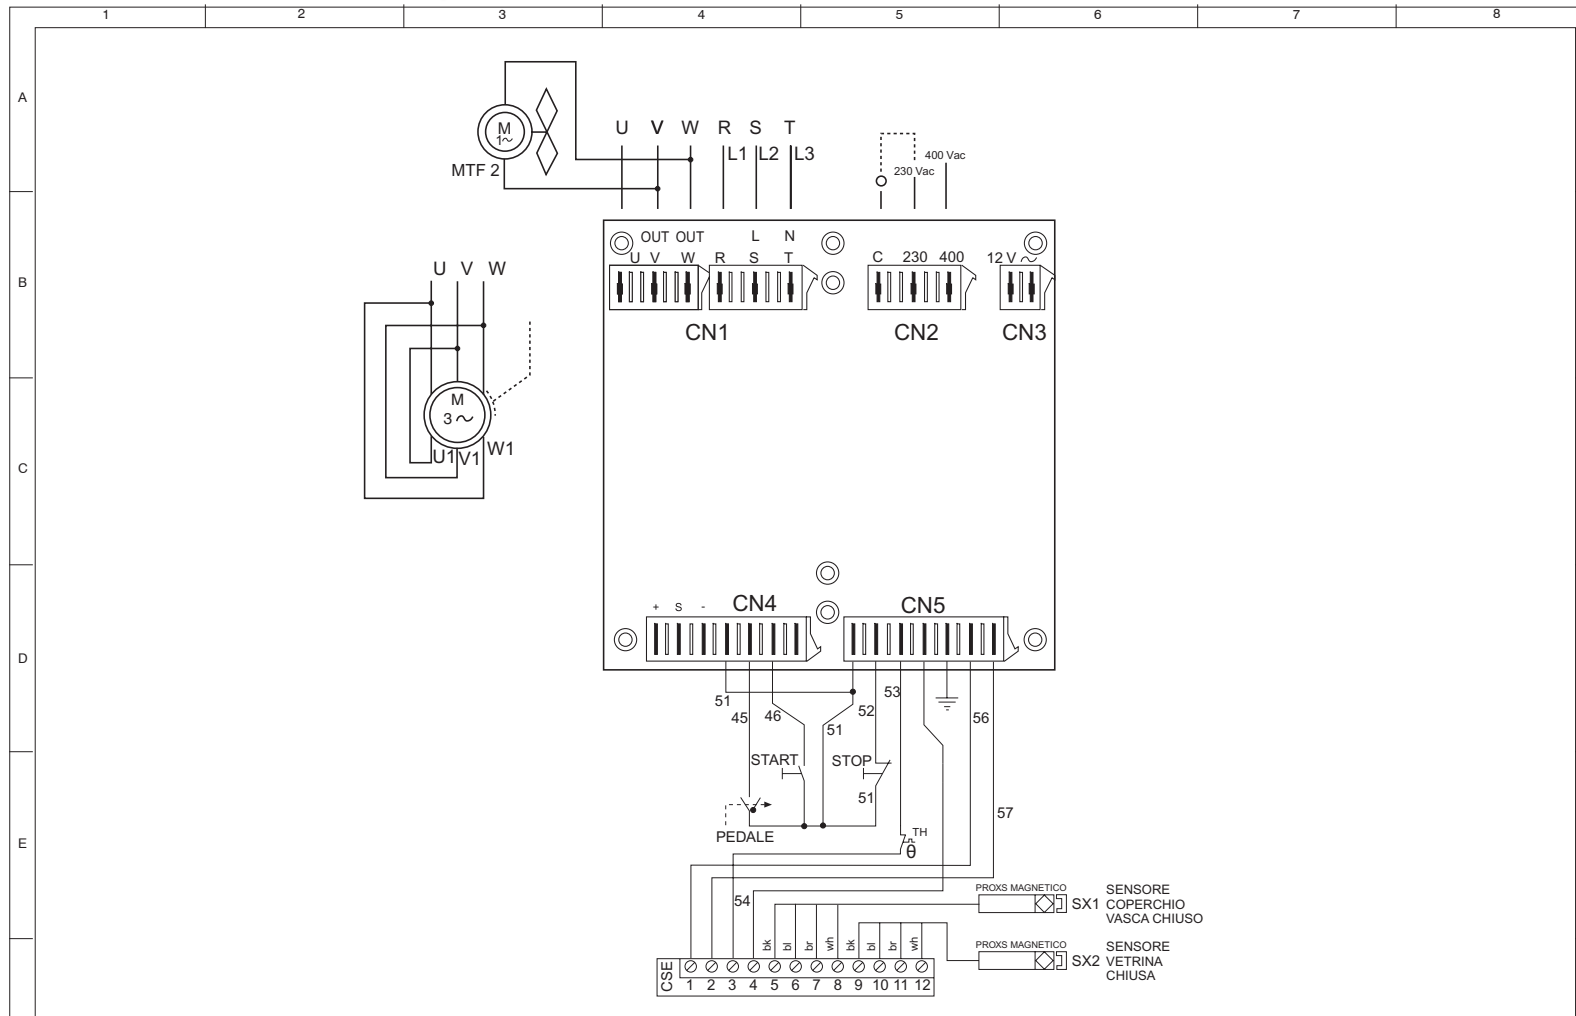 1 2 3 4 5 6 7 8
A
B
C
D
E
M
1~
MTF 2
U V W R S T
L1 L2 L3
400 Vac
230 Vac
OUT OUT L N
U V W R S T
C 230 400
12 V ~
CN1
CN2
CN3
U V W
M
3 ~
U1 V1 W1
+ S -
CN4
CN5
51
45
46
51
52
53
56
START
STOP
51
57
PEDALE
TH
θ
54
PROXS MAGNETICO
SX1
SENSORE
COPERCHIO
VASCA CHIUSO
bk bl br wh bk bl br wh
PROXS MAGNETICO
SX2
SENSORE
VETRINA
CHIUSA
CSE
1 2 3 4 5 6 7 8 9 10 11 12